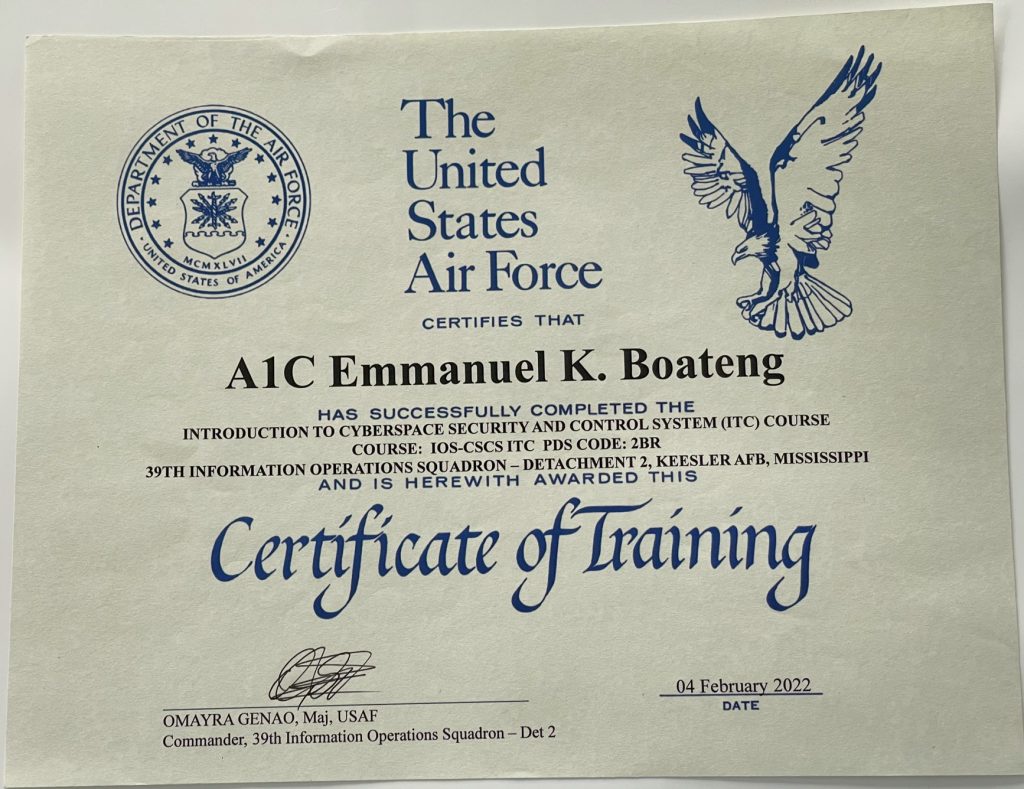 DEPARTMENT OF THE AIR FORCE
MCMXLVII
· UNITED STATES OF AMERICA ·
The
United
States
Air Force
CERTIFIES THAT
A1C Emmanuel K. Boateng
HAS SUCCESSFULLY COMPLETED THE
INTRODUCTION TO CYBERSPACE SECURITY AND CONTROL SYSTEM (ITC) COURSE
COURSE: IOS-CSCS ITC PDS CODE: 2BR
39TH INFORMATION OPERATIONS SQUADRON – DETACHMENT 2, KEESLER AFB, MISSISSIPPI
AND IS HEREWITH AWARDED THIS
Certificate of Training
OMAYRA GENAO, Maj, USAF
Commander, 39th Information Operations Squadron – Det 2
04 February 2022
DATE